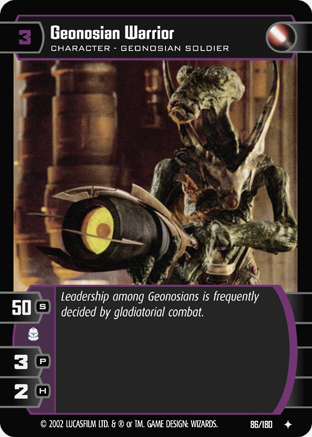 3
Geonosian Warrior
CHARACTER - GEONOSIAN SOLDIER
50 S
Leadership among Geonosians is frequently
decided by gladiatorial combat.
3 P
2 H
© 2002 LUCASFILM LTD. & ® or TM. GAME DESIGN: WIZARDS. 86/180